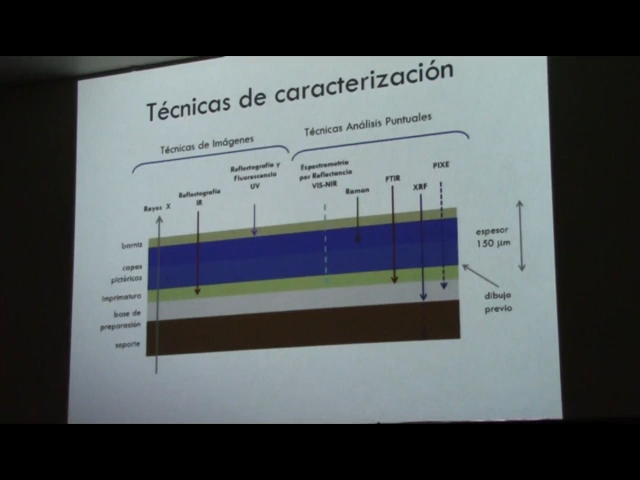 Técnicas de caracterización
Técnicas de Imágenes
Técnicas Análisis Puntuales
Rayos X
Reflectografía
IR
Reflectografía y
Fluorescencia
UV
Espectrometría
por Reflectancia
VIS-NIR
Raman
FTIR
XRF
PIXE
barniz
capas
pictóricas
imprimatura
base de
preparación
soporte
espesor
150 μm
dibujo
previo